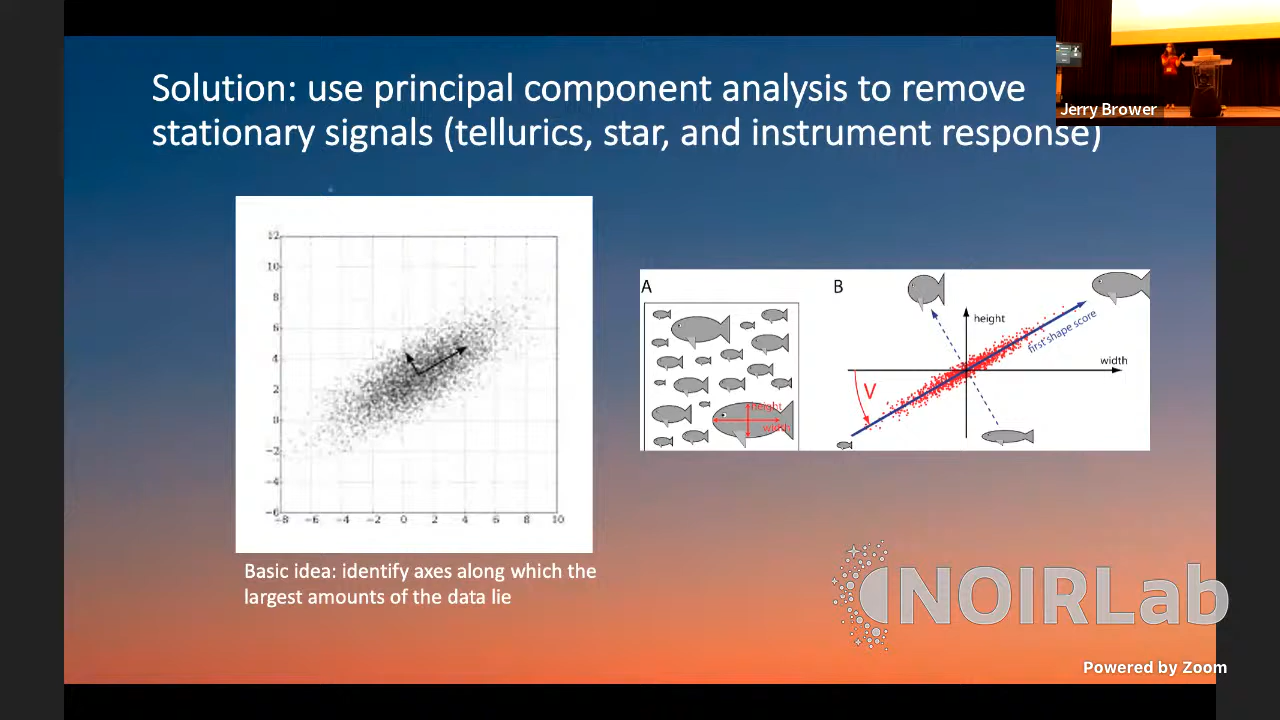 Solution: use principal component analysis to remove
stationary signals (tellurics, star, and instrument response)
Jerry Brower
12
10
8
6
4
2
0
−2
−4
−6
−8 −6 −4 −2 0 2 4 6 8 10
A
height
width
B
height
width
first shape score
V
Basic idea: identify axes along which the
largest amounts of the data lie
NOIRLab
Powered by Zoom